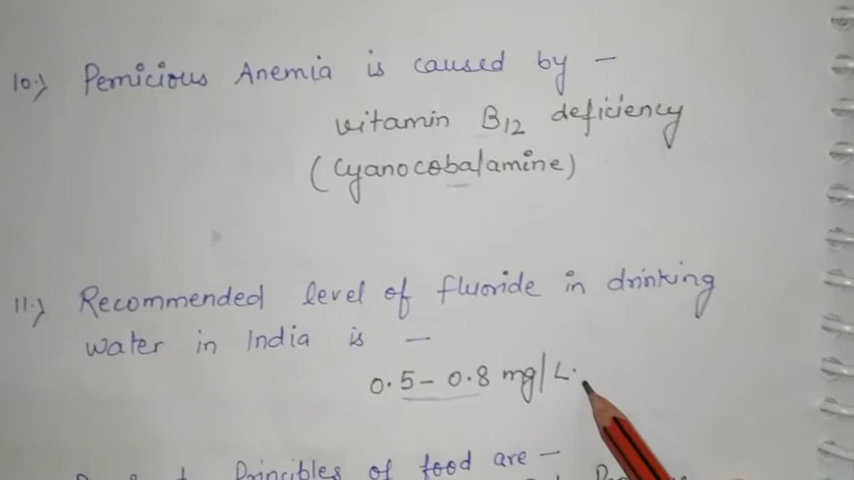 10.) Pernicious Anemia is caused by -
vitamin B12 deficiency
(Cyanocobalamine)
11.) Recommended level of fluoride in drinking
water in India is -
0.5 - 0.8 mg/L.
Principles of food are -